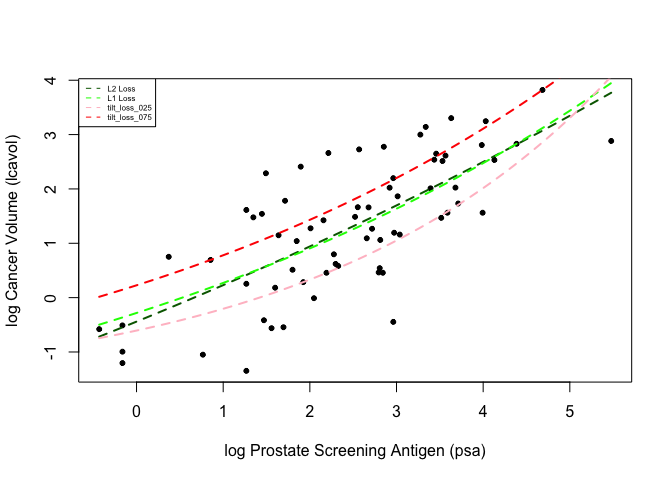 L2 Loss
L1 Loss
tilt_loss_025
tilt_loss_075
4
3
2
1
0
-1
log Cancer Volume (lcavol)
0 1 2 3 4 5
log Prostate Screening Antigen (psa)